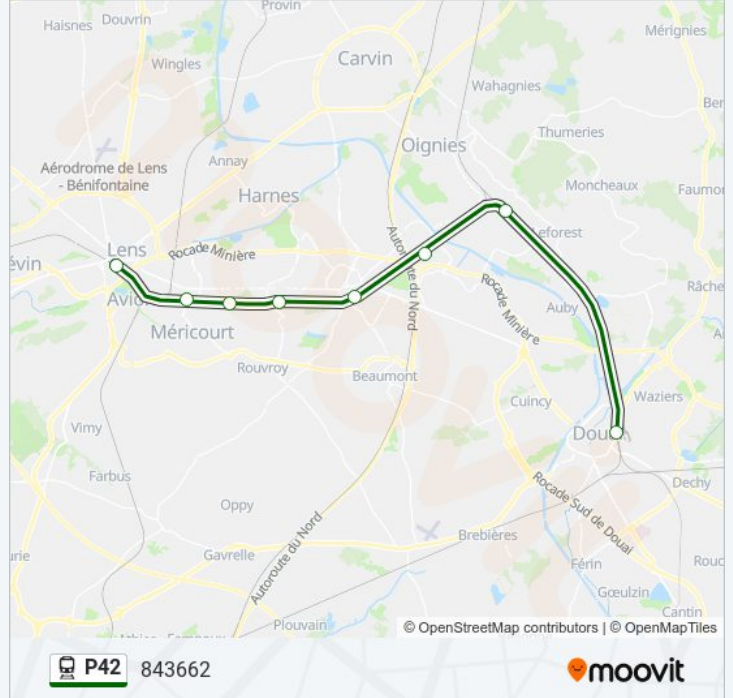 Provin
Haisnes
Douvrin
Mérignies
Carvin
Wingles
Wahagnies
Ber
Thumeries
Oignies
Annay
Aérodrome de Lens
- Bénifontaine
Moncheaux
Faumo
Harnes
Leforest
Lens
Rocade Minière
évin
Autoroute du Nord
Râche
Avion
Rocade Minière
Auby
Méricourt
A
Rouvroy
Beaumont
Waziers
Cuincy
Vimy
Douai
Farbus
Dechy
Rocade Sud de Douai
Oppy
Brebières
Gavrelle
urie
Autoroute du Nord
Férin
Rouc
Gœulzin
Cantin
Plouvain
© OpenStreetMap contributors | © OpenMapTiles
P42 843662
moovit